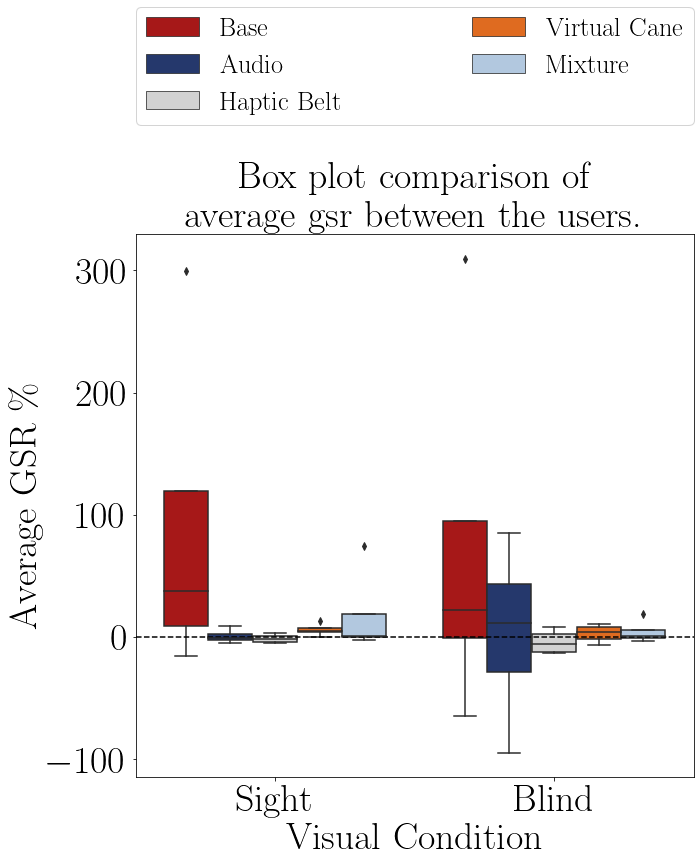 Base
Audio
Haptic Belt
Virtual Cane
Mixture
Box plot comparison of
average gsr between the users.
300
200
100
0
−100
Average GSR %
Sight
Blind
Visual Condition